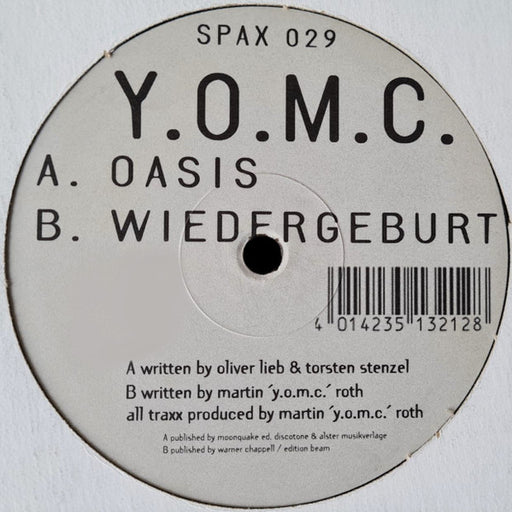 SPAX 029
Y.O.M.C.
A. OASIS
B. WIEDERGEBURT
4 014235 132128
A written by oliver lieb & torsten stenzel
B written by martin ´y.o.m.c.´ roth
all traxx produced by martin ´y.o.m.c.´ roth
A published by moonquake ed. discotone & alster musikverlage
B published by warner chappell / edition beam